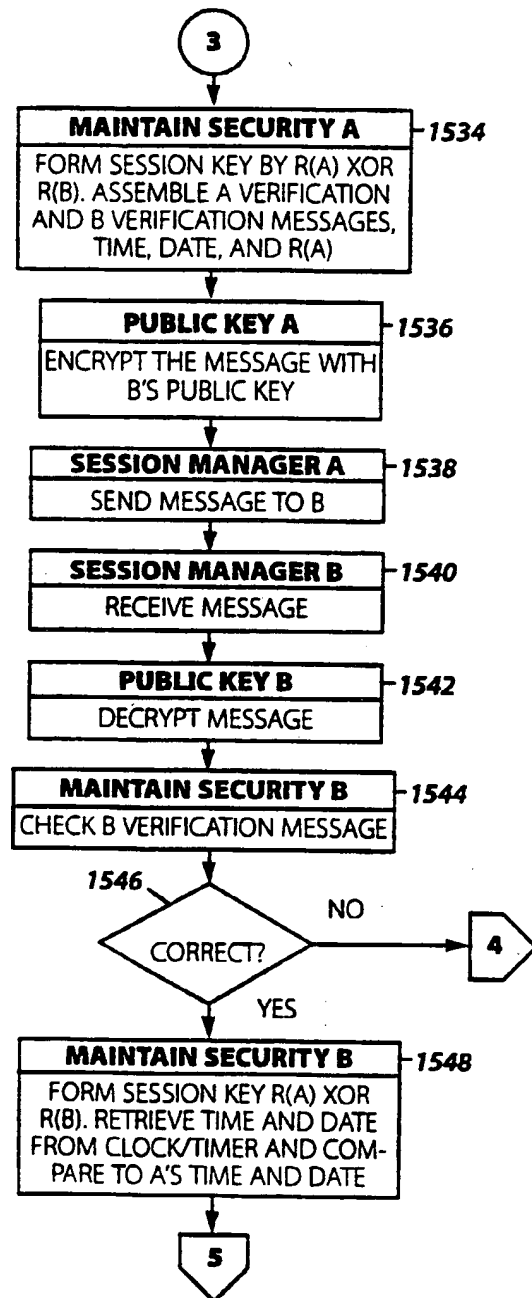 3
MAINTAIN SECURITY A
1534
FORM SESSION KEY BY R(A) XOR
R(B). ASSEMBLE A VERIFICATION
AND B VERIFICATION MESSAGES,
TIME, DATE, AND R(A)
PUBLIC KEY A
1536
ENCRYPT THE MESSAGE WITH
B'S PUBLIC KEY
SESSION MANAGER A
1538
SEND MESSAGE TO B
SESSION MANAGER B
1540
RECEIVE MESSAGE
PUBLIC KEY B
1542
DECRYPT MESSAGE
MAINTAIN SECURITY B
1544
CHECK B VERIFICATION MESSAGE
1546
CORRECT?
NO
4
YES
MAINTAIN SECURITY B
1548
FORM SESSION KEY R(A) XOR
R(B). RETRIEVE TIME AND DATE
FROM CLOCK/TIMER AND COM-
PARE TO A'S TIME AND DATE
5